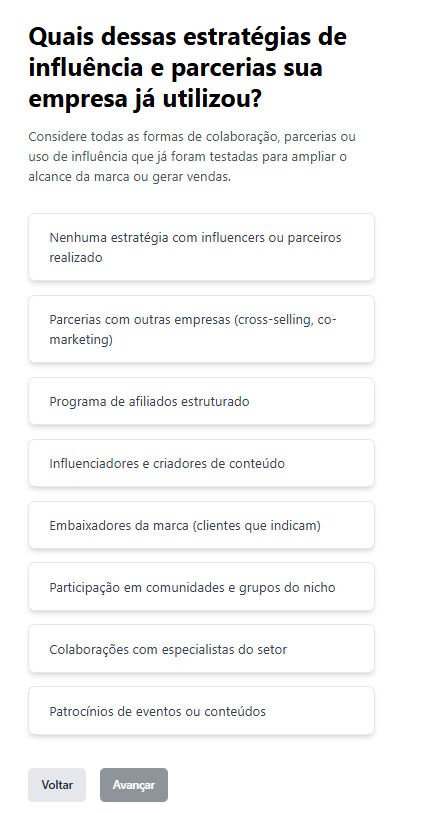 Quais dessas estratégias de
influência e parcerias sua
empresa já utilizou?
Considere todas as formas de colaboração, parcerias ou
uso de influência que já foram testadas para ampliar o
alcance da marca ou gerar vendas.
Nenhuma estratégia com influencers ou parceiros
realizado
Parcerias com outras empresas (cross-selling, co-
marketing)
Programa de afiliados estruturado
Influenciadores e criadores de conteúdo
Embaixadores da marca (clientes que indicam)
Participação em comunidades e grupos do nicho
Colaborações com especialistas do setor
Patrocínios de eventos ou conteúdos
Voltar
Avançar